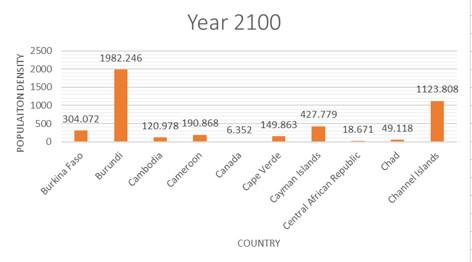 Year 2100
POPULAITON DENSITY
2500
2000
1500
1000
500
0
304.072
1982.246
120.978
190.868
6.352
149.863
427.779
18.671
49.118
1123.808
Burkina Faso
Burundi
Cambodia
Cameroon
Canada
Cape Verde
Cayman Islands
Central African Republic
Chad
Channel Islands
COUNTRY